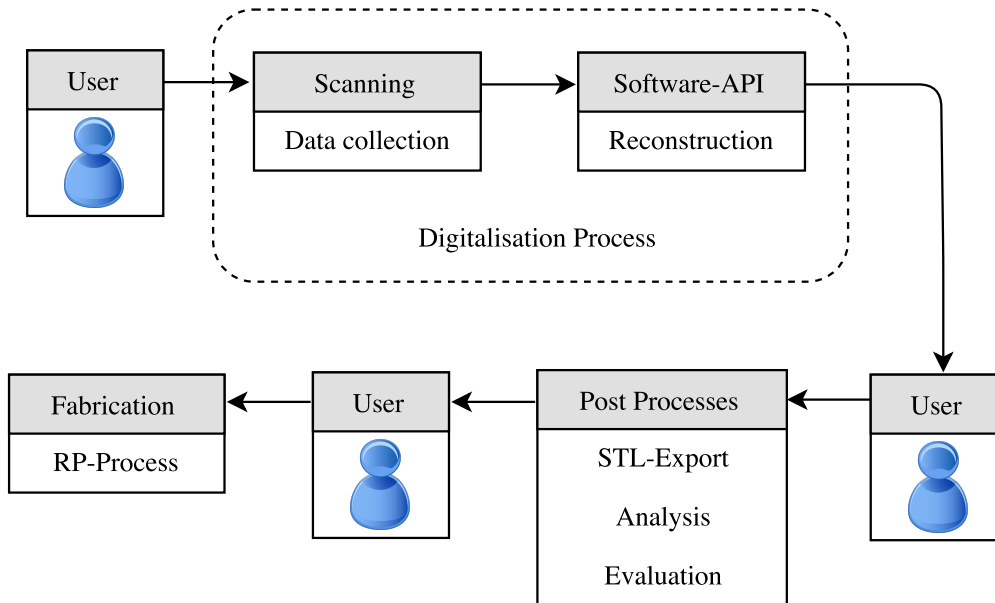 User
Scanning
Data collection
Software-API
Reconstruction
Digitalisation Process
Fabrication
RP-Process
User
Post Processes
STL-Export
Analysis
Evaluation
User